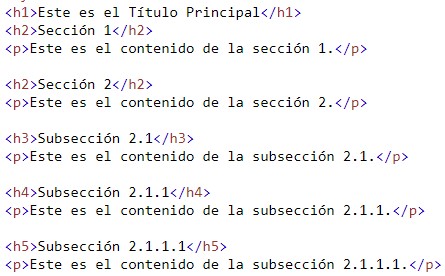 <h1>Este es el Título Principal</h1>
<h2>Sección 1</h2>
<p>Este es el contenido de la sección 1.</p>
<h2>Sección 2</h2>
<p>Este es el contenido de la sección 2.</p>
<h3>Subsección 2.1</h3>
<p>Este es el contenido de la subsección 2.1.</p>
<h4>Subsección 2.1.1</h4>
<p>Este es el contenido de la subsección 2.1.1.</p>
<h5>Subsección 2.1.1.1</h5>
<p>Este es el contenido de la subsección 2.1.1.1.</p>